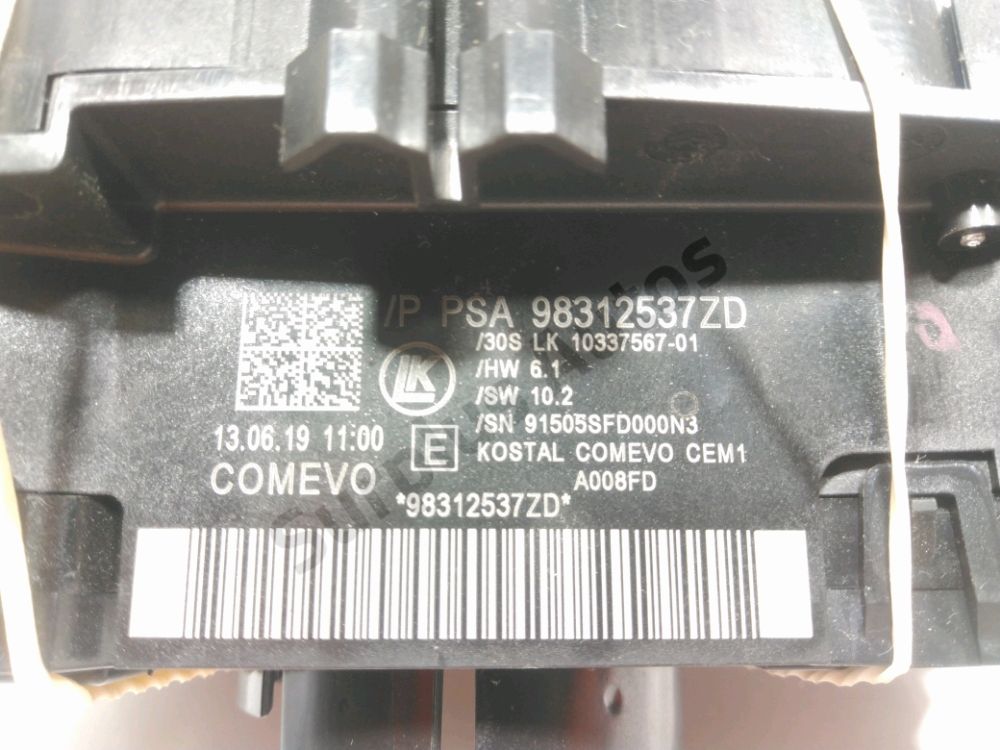 /P PSA 98312537ZD
/30S LK 10337567-01
LK
/HW 6.1
/SW 10.2
/SN 91505SFD000N3
13.06.19 11:00
E
KOSTAL COMEVO CEM1
COMEVO
A008FD
*98312537ZD*